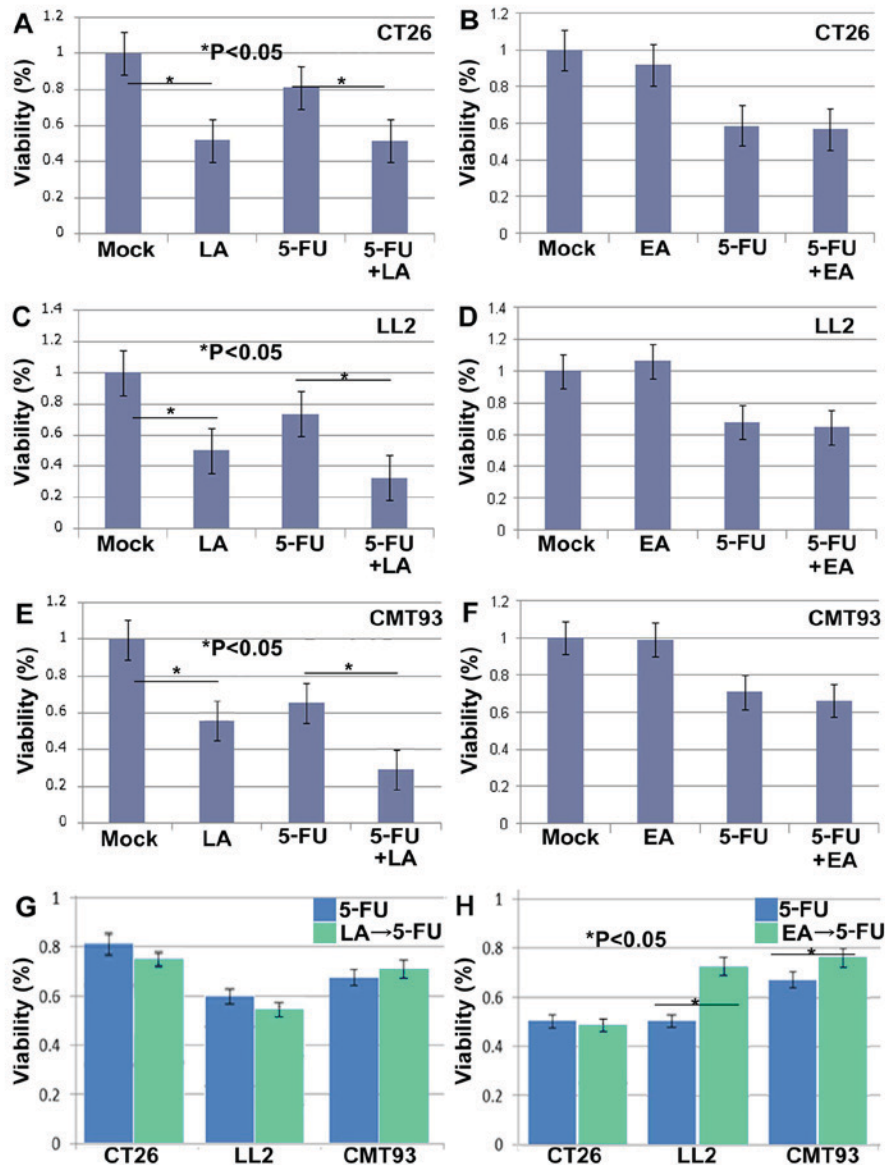 A
CT26
*P<0.05
Viability (%)
1.2
1
0.8
0.6
0.4
0.2
0
*
*
Mock
LA
5-FU
5-FU
+LA
B
CT26
Viability (%)
1.2
1
0.8
0.6
0.4
0.2
0
Mock
EA
5-FU
5-FU
+EA
C
LL2
*P<0.05
Viability (%)
1.4
1.2
1
0.8
0.6
0.4
0.2
0
*
*
Mock
LA
5-FU
5-FU
+LA
D
LL2
Viability (%)
1.4
1.2
1
0.8
0.6
0.4
0.2
0
Mock
EA
5-FU
5-FU
+EA
E
CMT93
*P<0.05
Viability (%)
1.2
1
0.8
0.6
0.4
0.2
0
*
*
Mock
LA
5-FU
5-FU
+LA
F
CMT93
Viability (%)
1.2
1
0.8
0.6
0.4
0.2
0
Mock
EA
5-FU
5-FU
+EA
G
5-FU
LA→5-FU
Viability (%)
1
0.8
0.6
0.4
0.2
0
CT26
LL2
CMT93
H
5-FU
EA→5-FU
*P<0.05
Viability (%)
1
0.8
0.6
0.4
0.2
0
*
*
CT26
LL2
CMT93